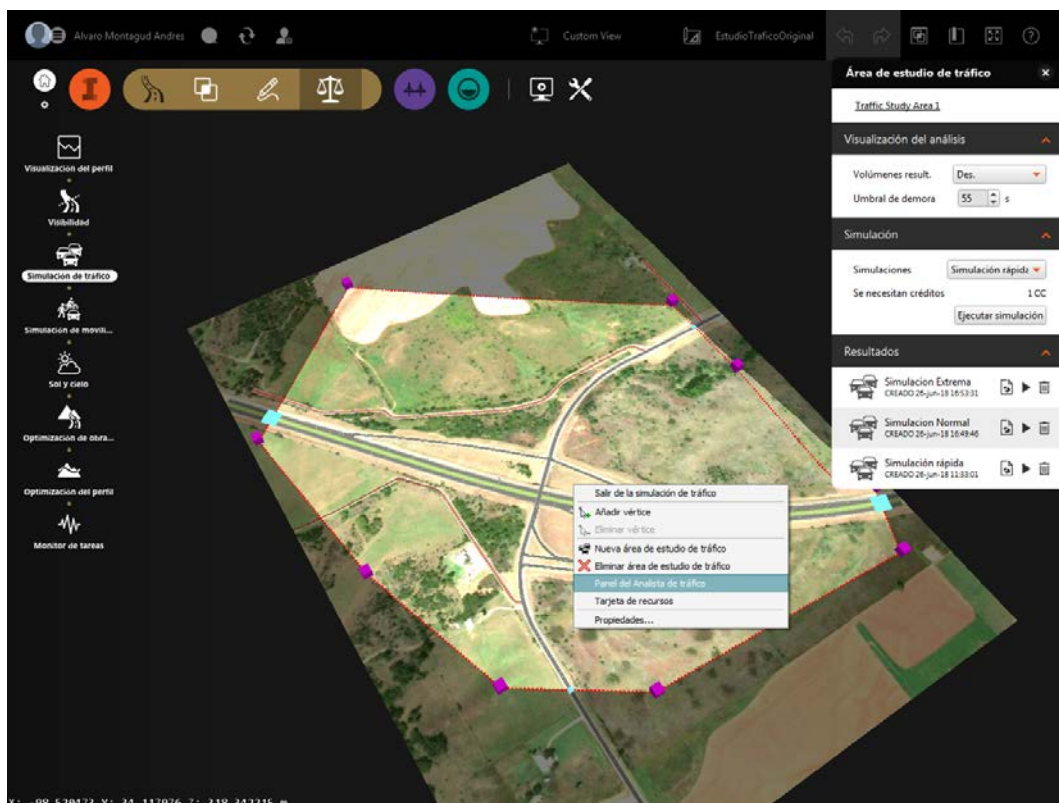 Alvaro Montagud Andres
Custom View
EstudioTraficoOriginal
Visualización del perfil
Visibilidad
Simulación de tráfico
Simulación de movili...
Sol y cielo
Optimización de obra...
Optimización del perfil
Monitor de tareas
Área de estudio de tráfico
Traffic Study Area 1
Visualización del análisis
Volúmenes result. Des.
Umbral de demora 55 s
Simulación
Simulaciones Simulación rápida
Se necesitan créditos 1 CC
Ejecutar simulación
Resultados
Simulacion Extrema
CREADO 26-jun-18 16:53:31
Simulacion Normal
CREADO 26-jun-18 16:49:46
Simulación rápida
CREADO 26-jun-18 11:33:01
Salir de la simulación de tráfico
Añadir vértice
Eliminar vértice
Nueva área de estudio de tráfico
Eliminar área de estudio de tráfico
Panel del Analista de tráfico
Tarjeta de recursos
Propiedades...